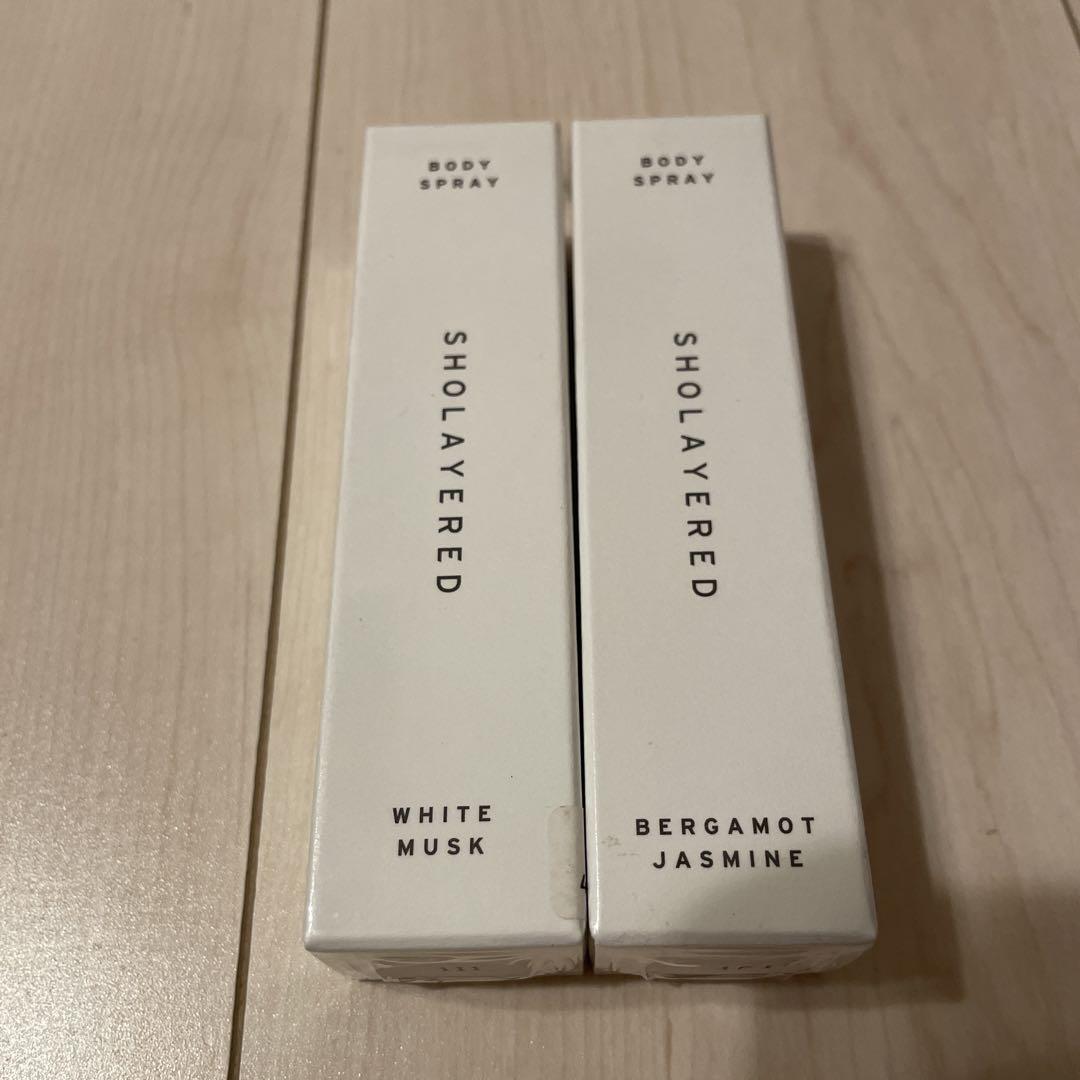 BODY
SPRAY
SHOLAYERED
WHITE
MUSK
BODY
SPRAY
SHOLAYERED
BERGAMOT
JASMINE